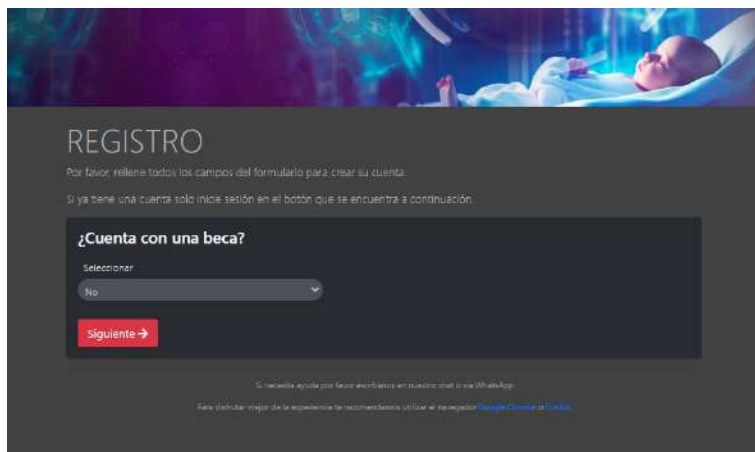 REGISTRO
Por favor, rellene todos los campos del formulario para crear su cuenta.
Si ya tiene una cuenta solo inicie sesión en el botón que se encuentra a continuación.
¿Cuenta con una beca?
Seleccionar
No
Siguiente →
Si necesita ayuda por favor escríbanos en nuestro chat o vía WhatsApp
Para disfrutar mejor de la experiencia te recomendamos utilizar el navegador Google Chrome o Firefox